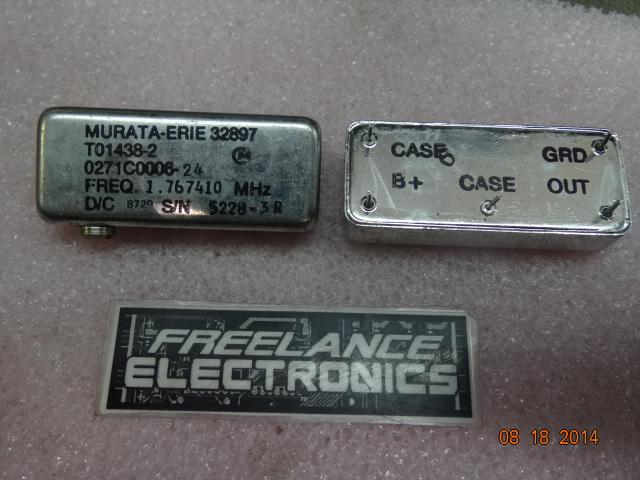 MURATA-ERIE 32897
T01438-2
0271C0006-24
FREQ. 1.767410 MHz
D/C 8729 S/N 5228-3A
CASE GRD
B+ CASE OUT
FREELANCE
ELECTRONICS
08 18 2014